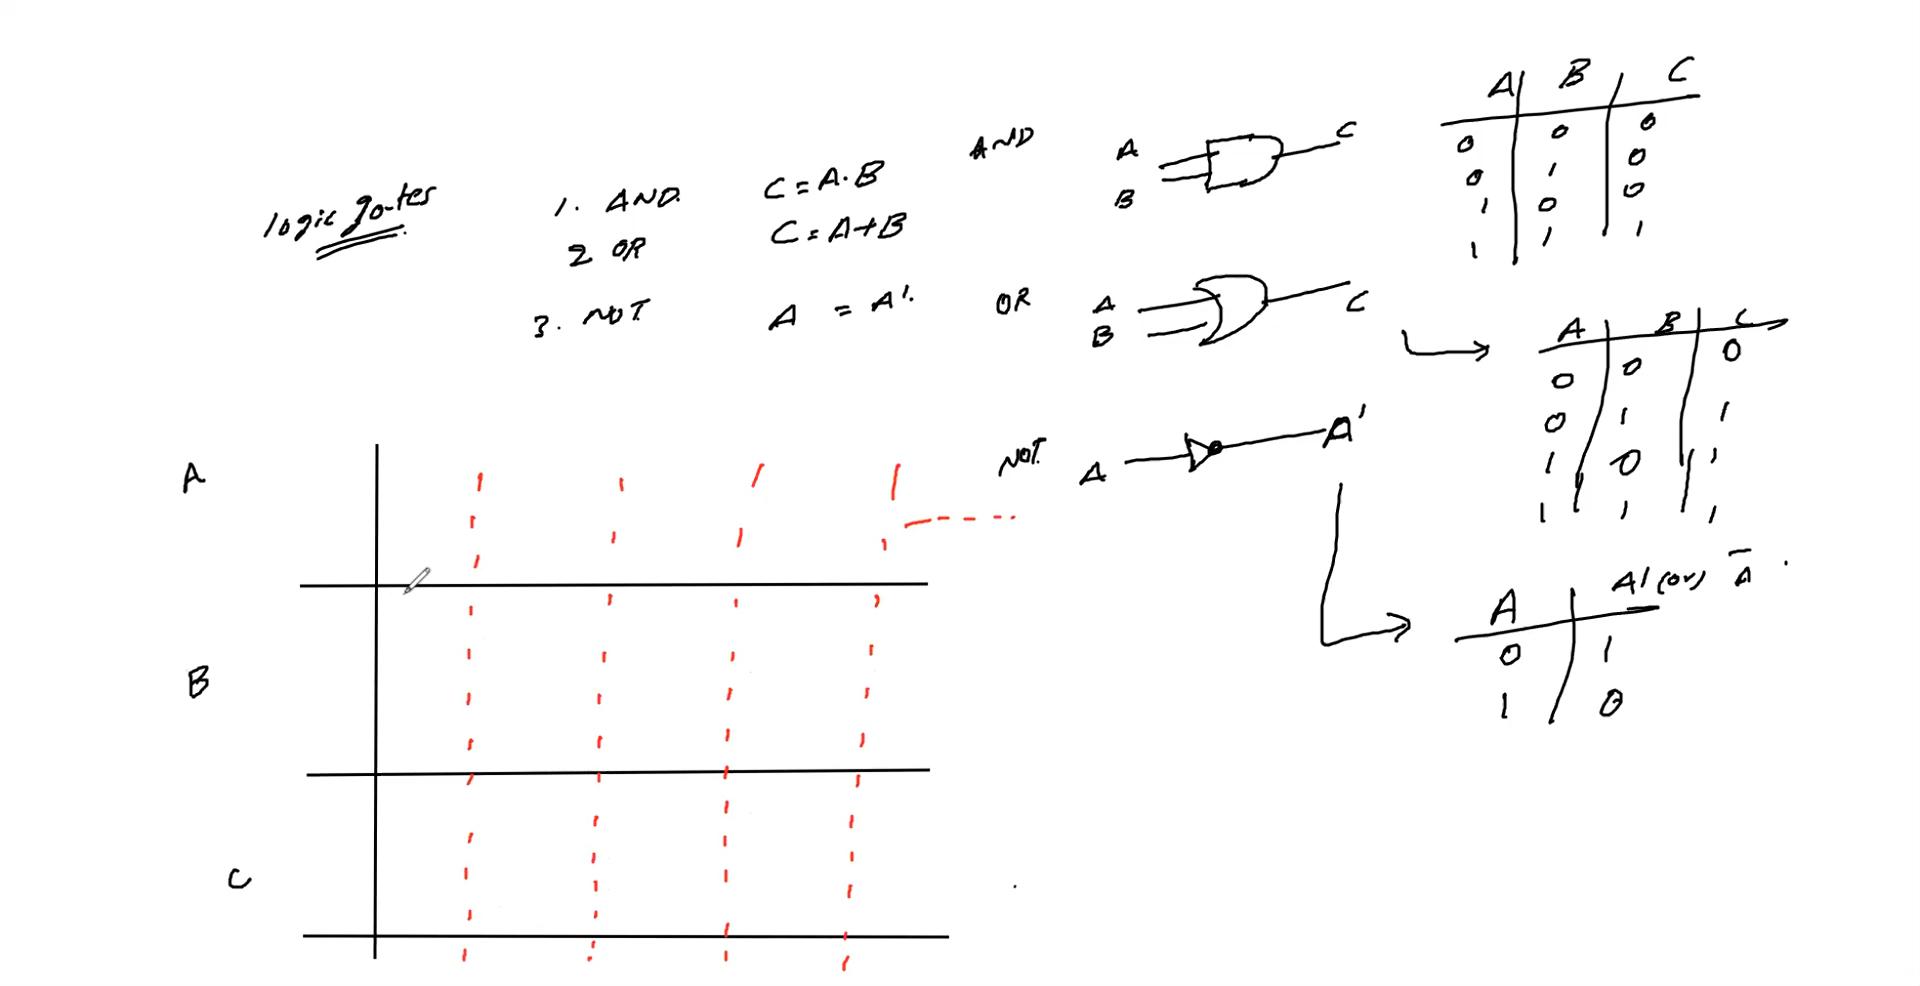 logic gates
1. AND. C = A.B
2 OR C = A+B
3. NOT A = A'.
AND A B C
A B C
0 0 0
0 1 0
1 0 0
1 1 1
OR A B C
A B C
0 0 0
0 1 1
1 0 1
1 1 1
NOT. A A'
A A' (or) A̅
0 1
1 0
A
B
C